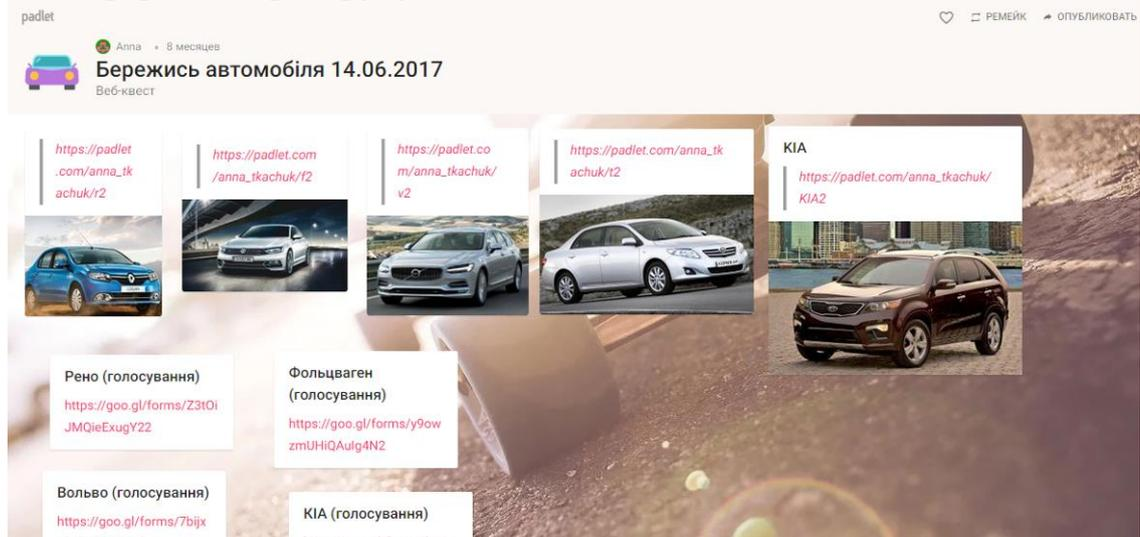 padlet
РЕМЕЙК
ОПУБЛИКОВАТЬ
Anna • 8 месяцев
Бережись автомобіля 14.06.2017
Веб-квест
https://padlet
.com/anna_tk
achuk/r2
https://padlet.com
/anna_tkachuk/f2
https://padlet.co
m/anna_tkachuk/
v2
https://padlet.com/anna_tk
achuk/t2
KIA
https://padlet.com/anna_tkachuk/
KIA2
Рено (голосування)
https://goo.gl/forms/Z3tOi
JMQieExugY22
Фольцваген
(голосування)
https://goo.gl/forms/y9ow
zmUHiQAuIg4N2
Вольво (голосування)
https://goo.gl/forms/7bijx
КІА (голосування)